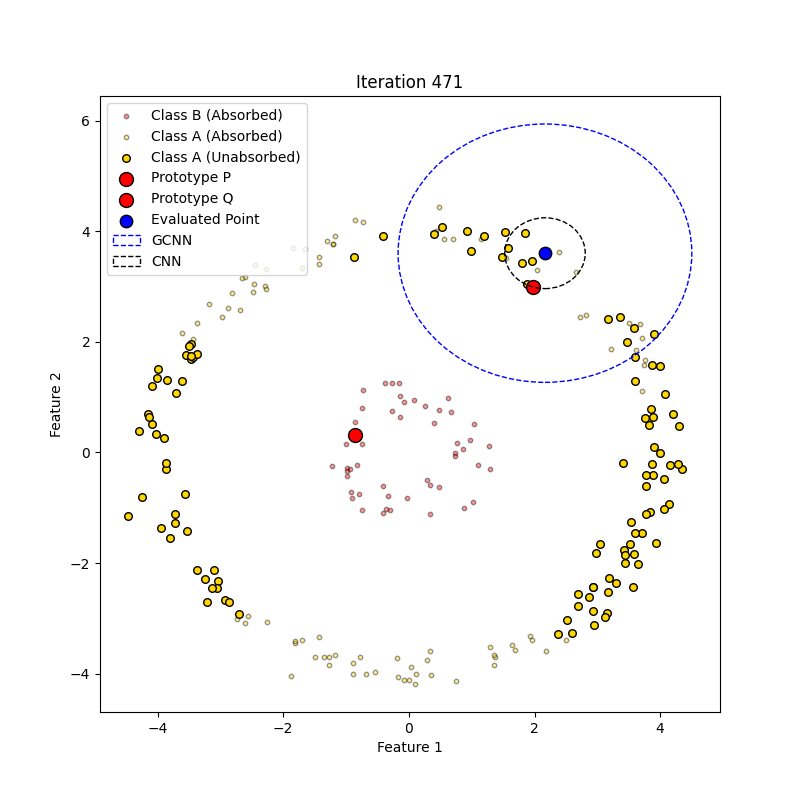 Iteration 471
Class B (Absorbed)
Class A (Absorbed)
Class A (Unabsorbed)
Prototype P
Prototype Q
Evaluated Point
GCNN
CNN
6
4
2
0
−2
−4
Feature 2
−4
−2
0
2
4
Feature 1